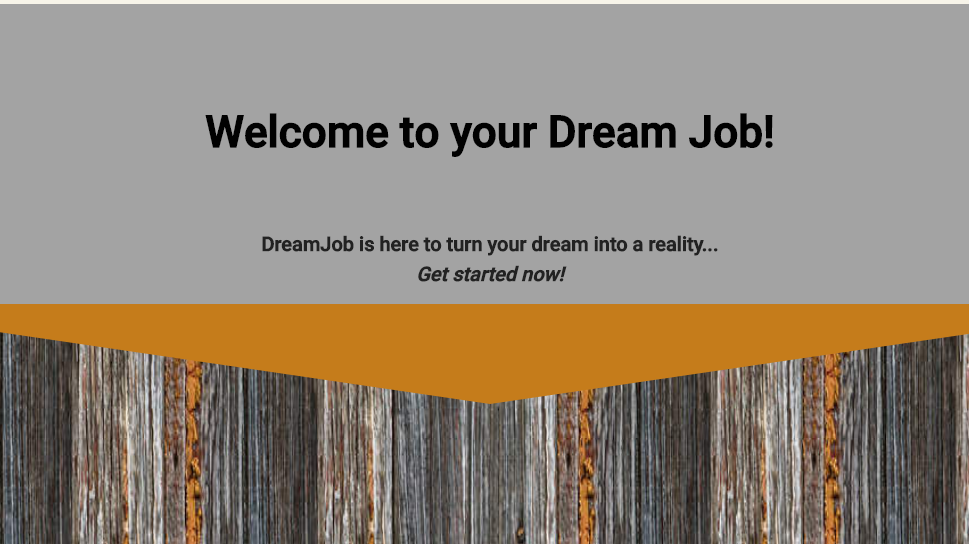 Welcome to your Dream Job!
DreamJob is here to turn your dream into a reality...
Get started now!